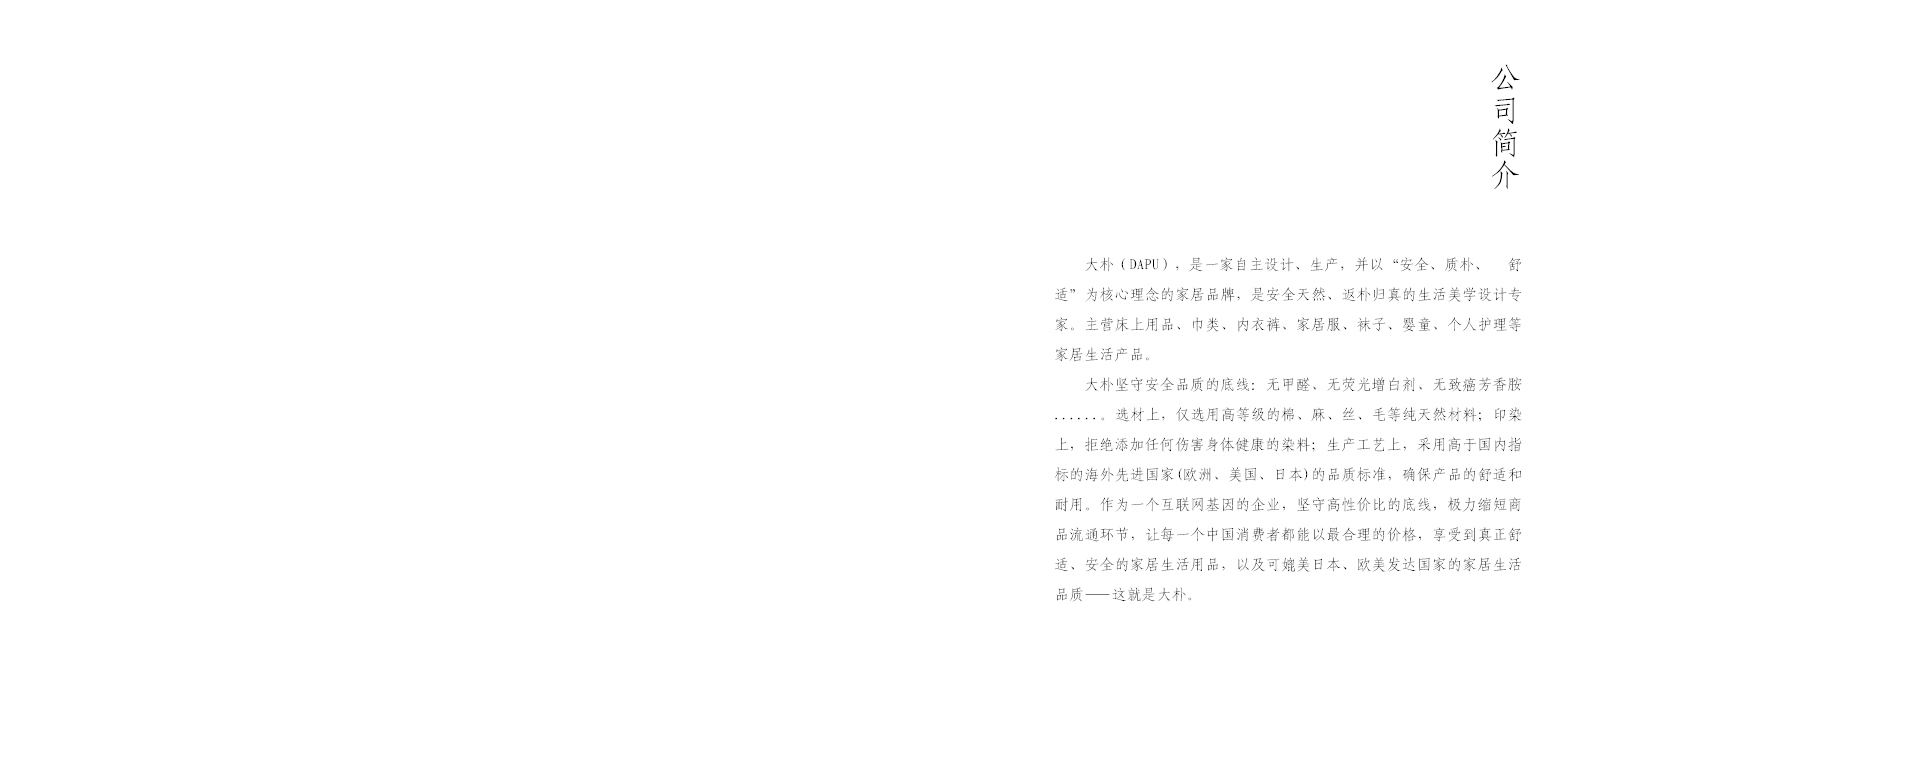 公司简介
大朴（DAPU），是一家自主设计、生产，并以“安全、质朴、 舒
适”为核心理念的家居品牌，是安全天然、返朴归真的生活美学设计专
家。主营床上用品、巾类、内衣裤、家居服、袜子、婴童、个人护理等
家居生活产品。
大朴坚守安全品质的底线：无甲醛、无荧光增白剂、无致癌芳香胺
......。选材上，仅选用高等级的棉、麻、丝、毛等纯天然材料；印染
上，拒绝添加任何伤害身体健康的染料；生产工艺上，采用高于国内指
标的海外先进国家(欧洲、美国、日本)的品质标准，确保产品的舒适和
耐用。作为一个互联网基因的企业，坚守高性价比的底线，极力缩短商
品流通环节，让每一个中国消费者都能以最合理的价格，享受到真正舒
适、安全的家居生活用品，以及可媲美日本、欧美发达国家的家居生活
品质——这就是大朴。